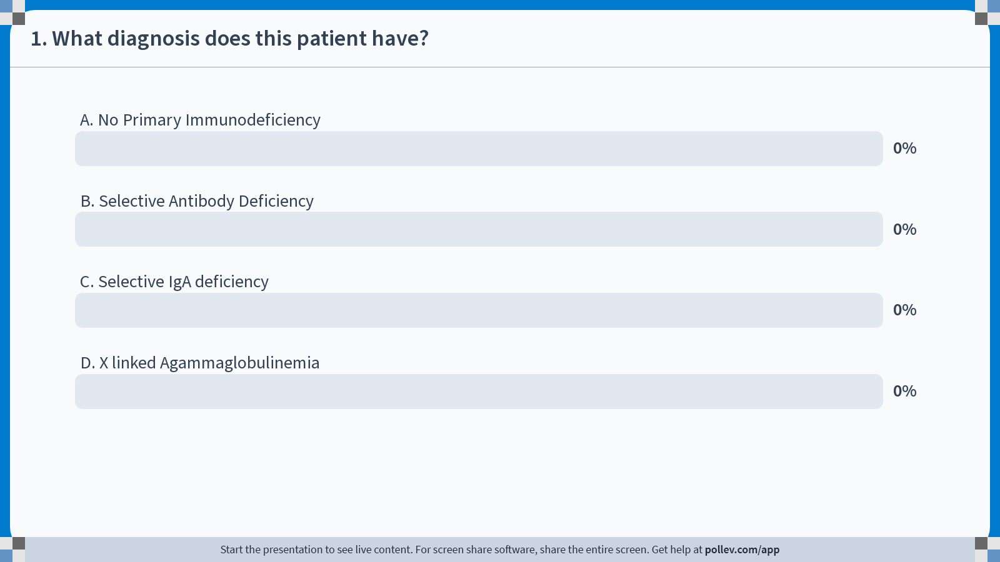 1. What diagnosis does this patient have?
A. No Primary Immunodeficiency
0%
B. Selective Antibody Deficiency
0%
C. Selective IgA deficiency
0%
D. X linked Agammaglobulinemia
0%
Start the presentation to see live content. For screen share software, share the entire screen. Get help at pollev.com/app